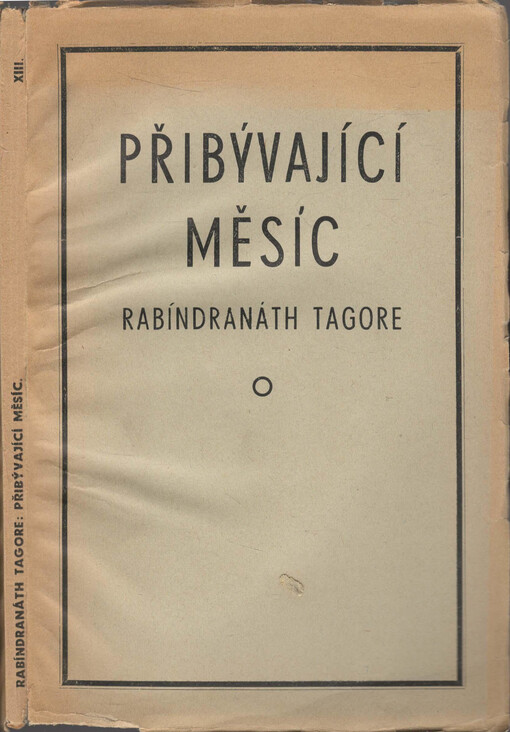 PŘIBÝVAJÍCÍ
MĚSÍC
RABÍNDRANÁTH TAGORE
RABÍNDRANÁTH TAGORE: PŘIBÝVAJÍCÍ MĚSÍC. XIII.